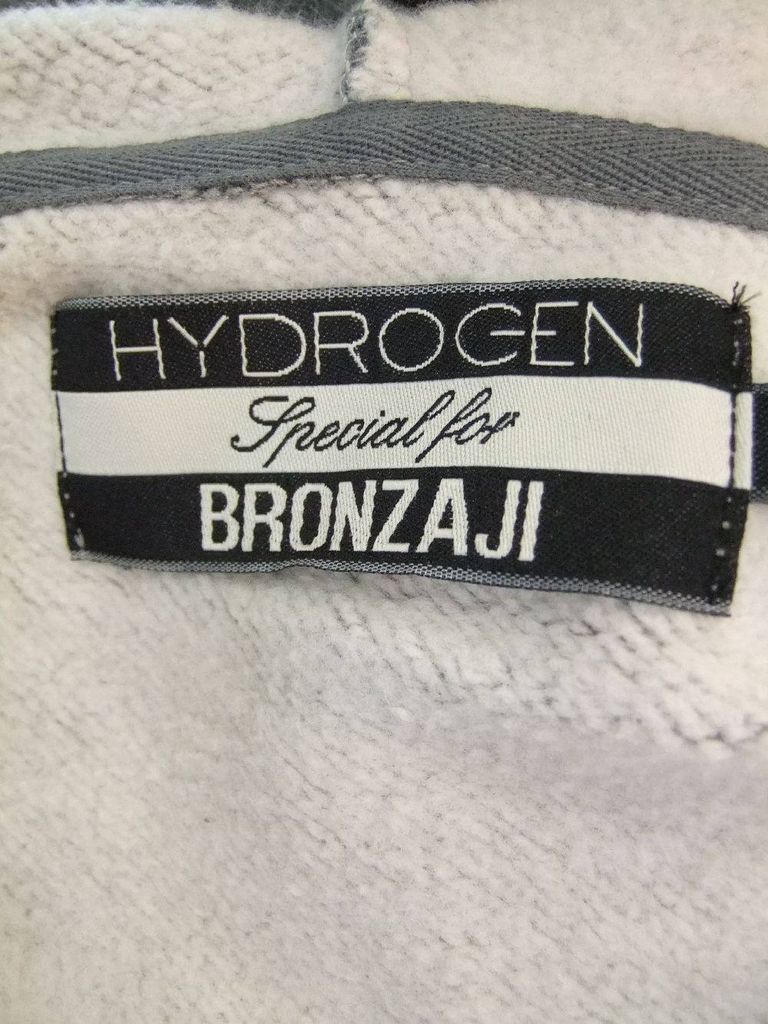 HYDROGEN
Special for
BRONZAJI